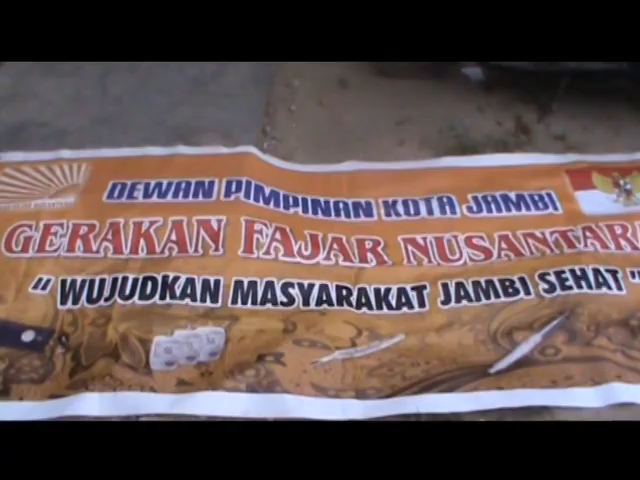 DEWAN PIMPINAN KOTA JAMBI
GERAKAN FAJAR NUSANTARA
" WUJUDKAN MASYARAKAT JAMBI SEHAT "